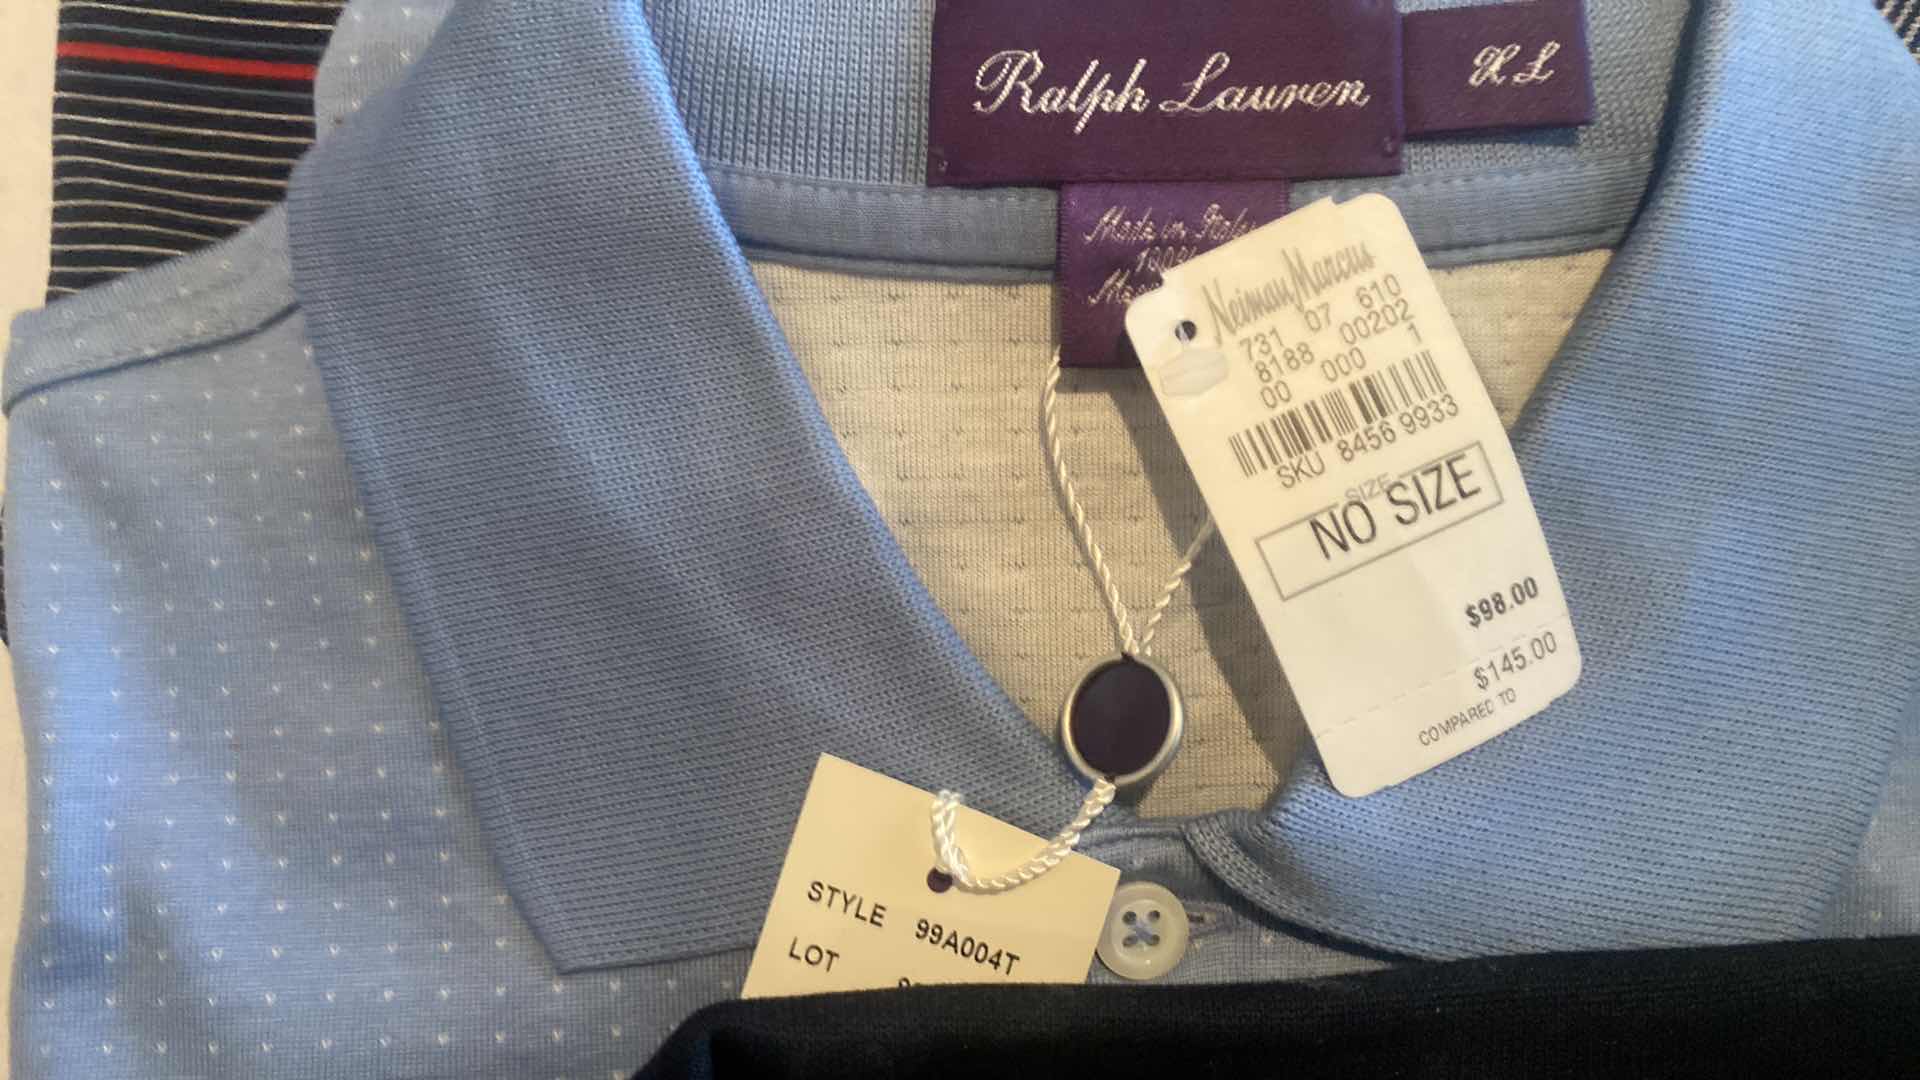 Ralph Lauren
XL
Made in Italy
100%
Neiman Marcus
731 07 610
8188 00202
00 000 1
SKU 8456 9933
SIZE
NO SIZE
$98.00
$145.00
COMPARED TO
STYLE 99A004T
LOT